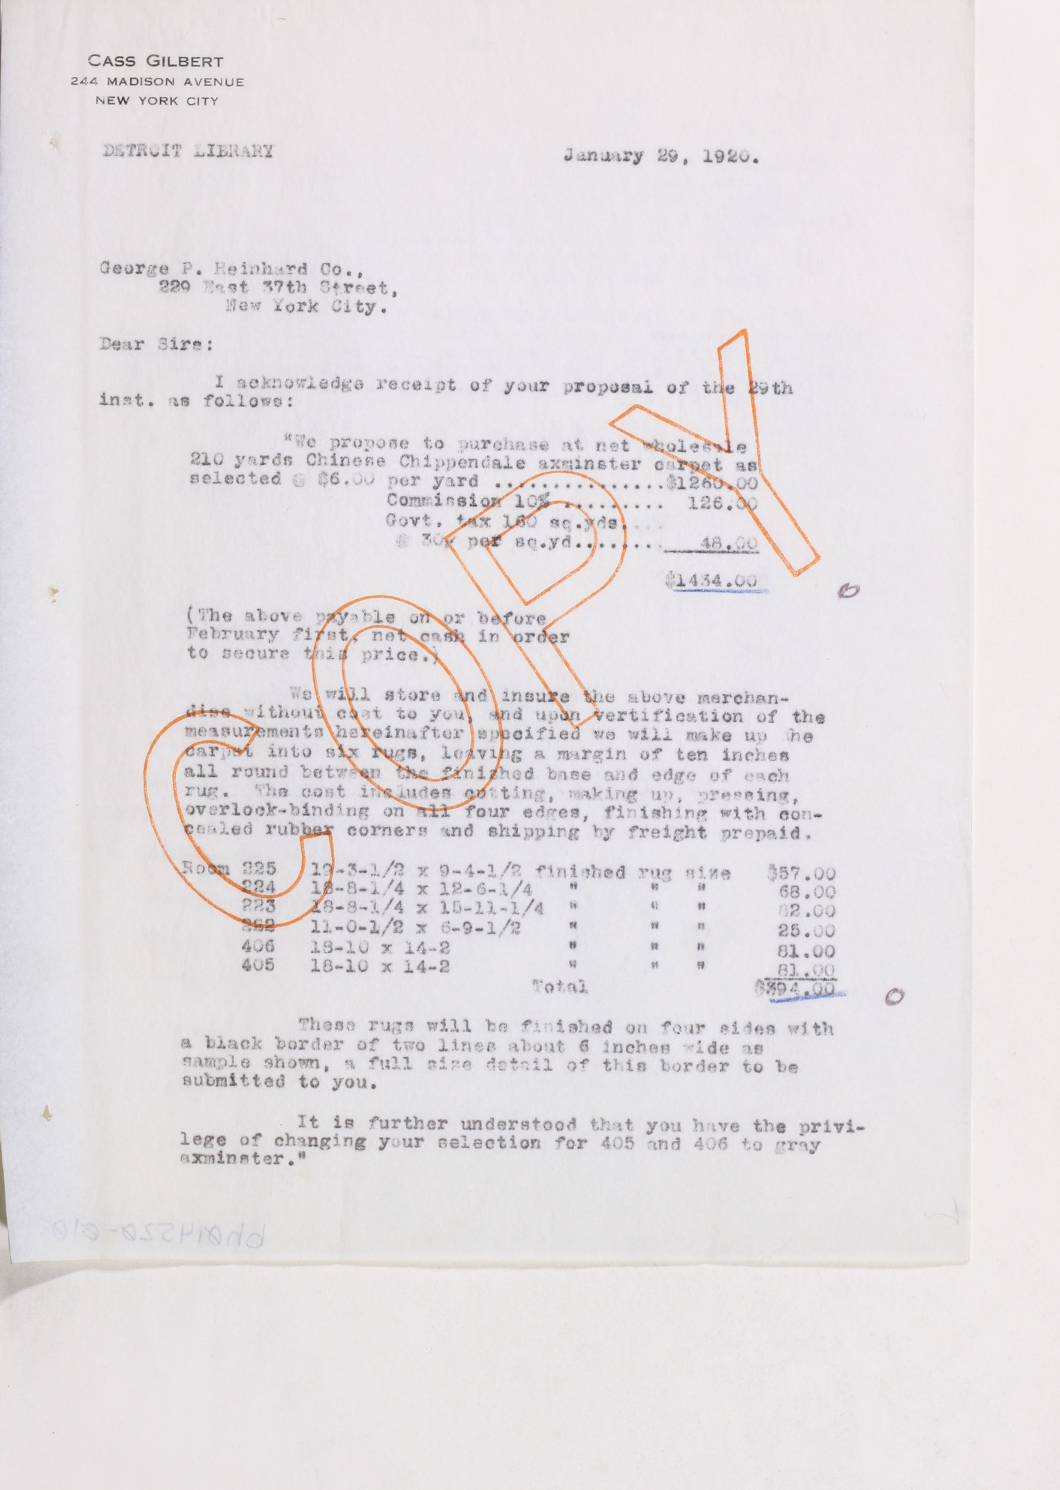 CASS GILBERT
244 MADISON AVENUE
NEW YORK CITY
DETROIT LIBRARY
January 29, 1920.
George P. Reinhard Co.,
229 East 37th Street,
New York City.
Dear Sirs:
I acknowledge receipt of your proposal of the 29th
inst. as follows:
"We propose to purchase at net wholesale
210 yards Chinese Chippendale axminster carpet as
selected @ $6.00 per yard ...............$1260.00
Commission 10% ......... 126.00
Govt. tax 160 sq.yds.....
@ 30¢ per sq.yd......... 48.00
$1434.00
(The above payable on or before
February first, net cash in order
to secure this price.)
We will store and insure the above merchan-
dise without cost to you, and upon vertification of the
measurements hereinafter specified we will make up the
carpet into six rugs, leaving a margin of ten inches
all round between the finished base and edge of each
rug. The cost includes cutting, making up, pressing,
overlock-binding on all four edges, finishing with con-
cealed rubber corners and shipping by freight prepaid.
Room 225 19-3-1/2 x 9-4-1/2 finished rug size $57.00
224 18-8-1/4 x 12-6-1/4 " " " 68.00
223 18-8-1/4 x 15-11-1/4 " " " 82.00
222 11-0-1/2 x 6-9-1/2 " " " 25.00
406 18-10 x 14-2 " " " 81.00
405 18-10 x 14-2 " " " 81.00
Total $394.00
These rugs will be finished on four sides with
a black border of two lines about 6 inches wide as
sample shown, a full size detail of this border to be
submitted to you.
It is further understood that you have the privi-
lege of changing your selection for 405 and 406 to gray
axminster."
COPY